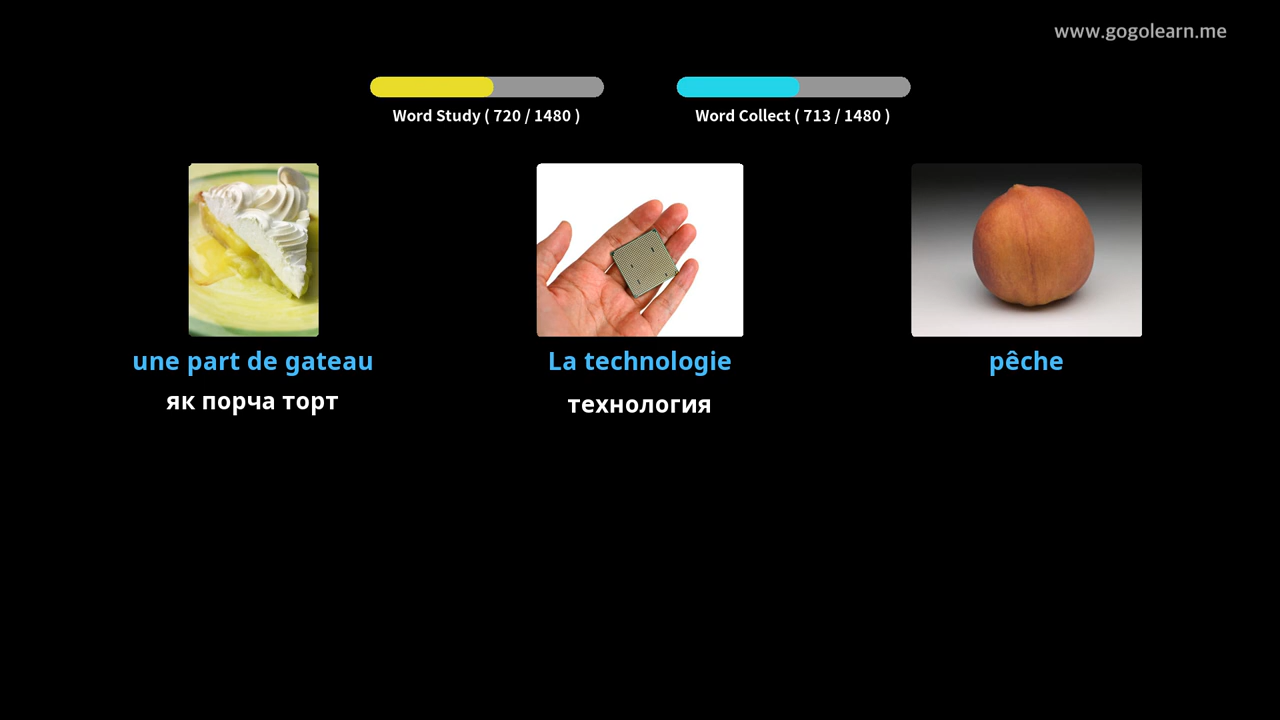 www.gogolearn.me
Word Study ( 720 / 1480 )
Word Collect ( 713 / 1480 )
une part de gateau
La technologie
pêche
як порча торт
технология